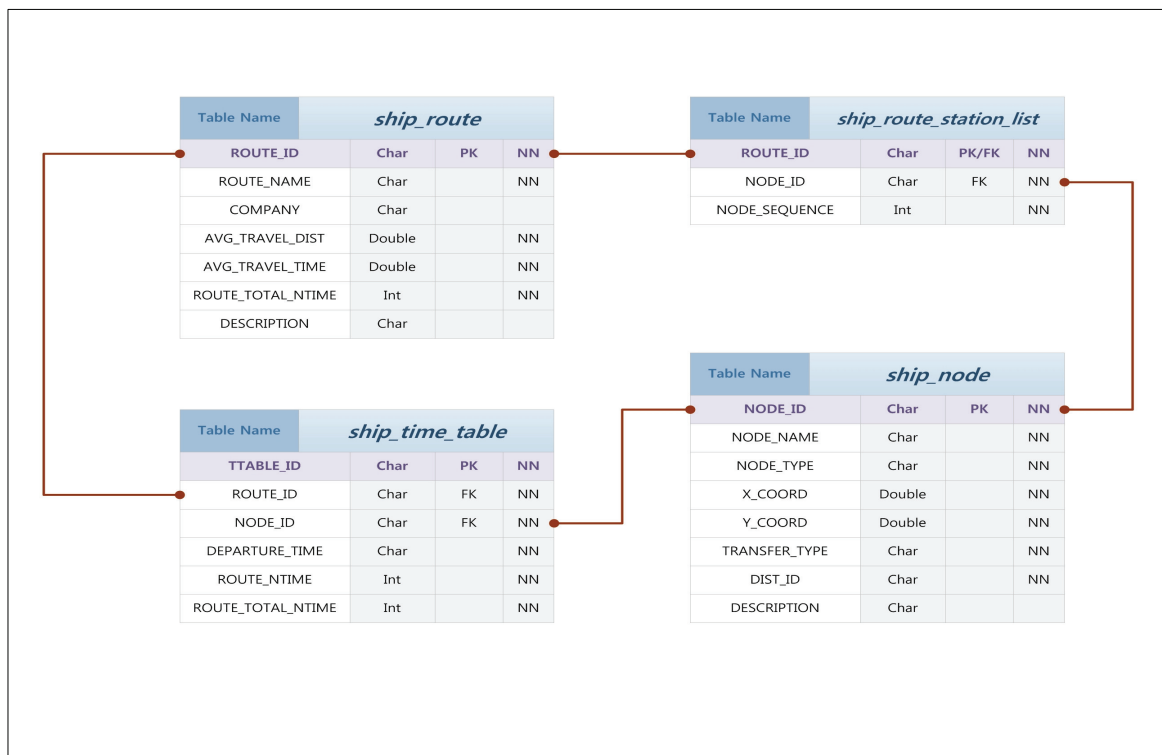 Table Name ship_route
ROUTE_ID Char PK NN
ROUTE_NAME Char NN
COMPANY Char
AVG_TRAVEL_DIST Double NN
AVG_TRAVEL_TIME Double NN
ROUTE_TOTAL_NTIME Int NN
DESCRIPTION Char
Table Name ship_route_station_list
ROUTE_ID Char PK/FK NN
NODE_ID Char FK NN
NODE_SEQUENCE Int NN
Table Name ship_time_table
TTABLE_ID Char PK NN
ROUTE_ID Char FK NN
NODE_ID Char FK NN
DEPARTURE_TIME Char NN
ROUTE_NTIME Int NN
ROUTE_TOTAL_NTIME Int NN
Table Name ship_node
NODE_ID Char PK NN
NODE_NAME Char NN
NODE_TYPE Char NN
X_COORD Double NN
Y_COORD Double NN
TRANSFER_TYPE Char NN
DIST_ID Char NN
DESCRIPTION Char